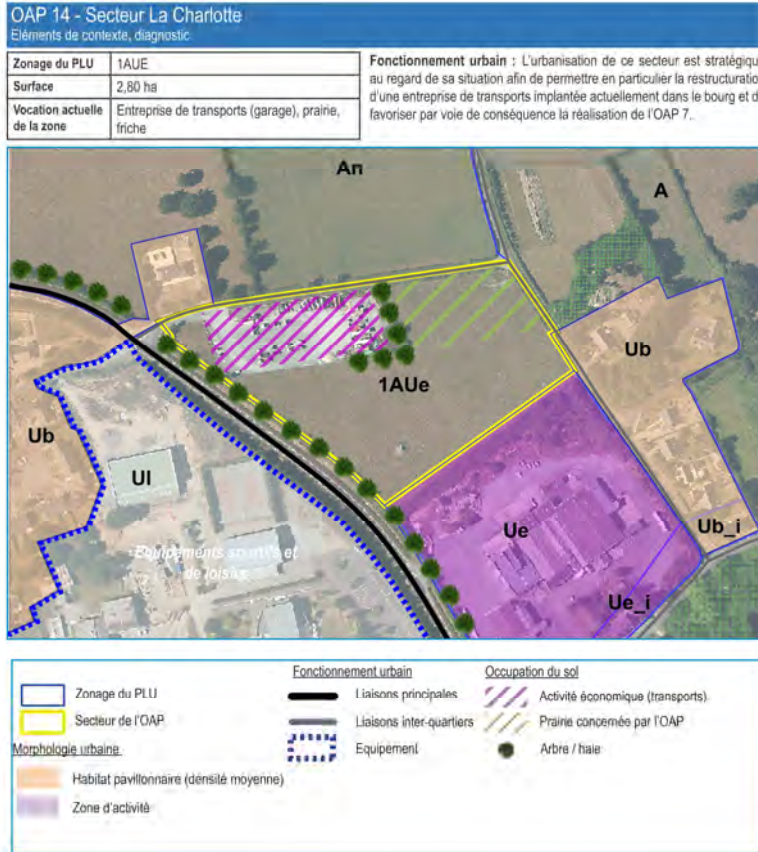 OAP 14 - Secteur La Charlotte
Eléments de contexte, diagnostic
Zonage du PLU 1AUE
Surface 2,80 ha
Vocation actuelle de la zone Entreprise de transports (garage), prairie, friche
Fonctionnement urbain : L'urbanisation de ce secteur est stratégiqu
au regard de sa situation afin de permettre en particulier la restructuratio
d'une entreprise de transports implantée actuellement dans le bourg et d
favoriser par voie de conséquence la réalisation de l'OAP 7.
An
A
Ub
1AUe
Ub
Ul
Equipements sportifs et
de loisirs
Ue
Ub_i
Ue_i
Zonage du PLU
Secteur de l'OAP
Morphologie urbaine
Habitat pavillonnaire (densité moyenne)
Zone d'activité
Fonctionnement urbain
Liaisons principales
Liaisons inter-quartiers
Equipement
Occupation du sol
Activité économique (transports)
Prairie concernée par l'OAP
Arbre / haie